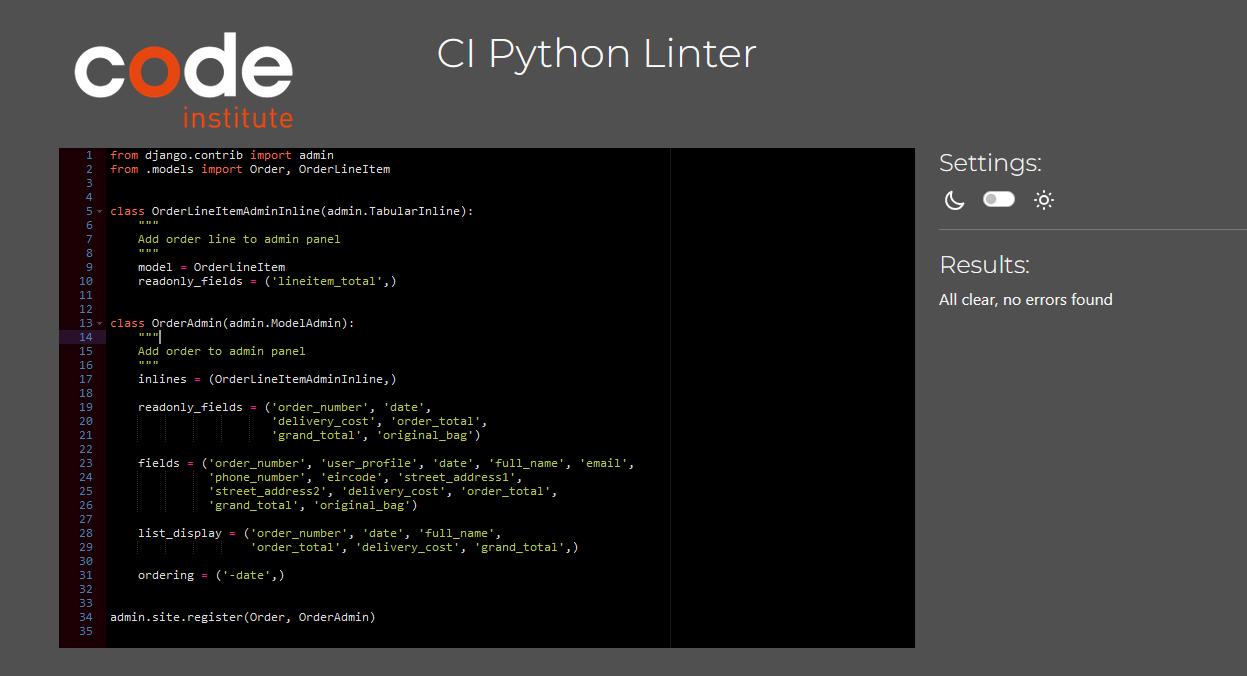 code
institute
CI Python Linter
1 from django.contrib import admin
2 from .models import Order, OrderLineItem
3
4
5 class OrderLineItemAdminInline(admin.TabularInline):
6     """
7     Add order line to admin panel
8     """
9     model = OrderLineItem
10     readonly_fields = ('lineitem_total',)
11
12
13 class OrderAdmin(admin.ModelAdmin):
14     """
15     Add order to admin panel
16     """
17     inlines = (OrderLineItemAdminInline,)
18
19     readonly_fields = ('order_number', 'date',
20                        'delivery_cost', 'order_total',
21                        'grand_total', 'original_bag')
22
23     fields = ('order_number', 'user_profile', 'date', 'full_name', 'email',
24               'phone_number', 'eircode', 'street_address1',
25               'street_address2', 'delivery_cost', 'order_total',
26               'grand_total', 'original_bag')
27
28     list_display = ('order_number', 'date', 'full_name',
29                     'order_total', 'delivery_cost', 'grand_total',)
30
31     ordering = ('-date',)
32
33
34 admin.site.register(Order, OrderAdmin)
35
Settings:
Results:
All clear, no errors found